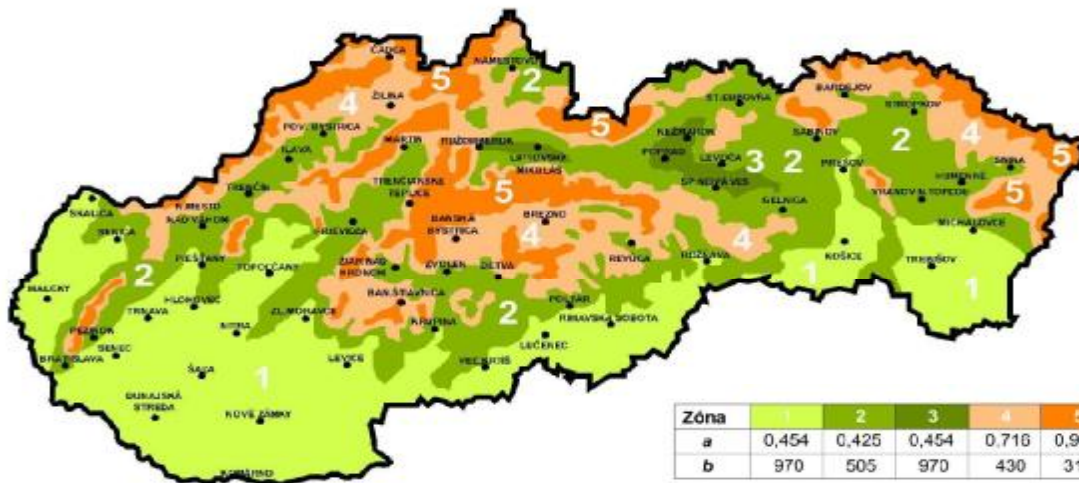 ČADCA
NÁMESTOVO
5
2
4
ŽILINA
ST.ĽUBOVŇA
BARDEJOV
STROPKOV
POV. BYSTRICA
5
KEŽMAROK
SABINOV
2
4
MARTIN
RUŽOMBEROK
ILAVA
LIPTOVSKÝ
MIKULÁŠ
POPRAD
LEVOČA
3
2
PREŠOV
SNINA
5
HUMENNÉ
TRENČÍN
TRENČIANSKE
TEPLICE
5
SP.NOVÁ VES
VRANOV N.TOPĽOU
5
SKALICA
N.MESTO
NAD VÁHOM
GELNICA
SENICA
PRIEVIDZA
BANSKÁ
BYSTRICA
BREZNO
4
4
MICHALOVCE
2
PIEŠŤANY
TOPOĽČANY
ŽIAR NAD
HRONOM
ZVOLEN
DETVA
REVÚCA
ROŽŇAVA
KOŠICE
1
TREBIŠOV
1
MALACKY
HLOHOVEC
TRNAVA
ZL.MORAVCE
BAN.ŠTIAVNICA
2
POLTÁR
RIMAVSKÁ SOBOTA
PEZINOK
NITRA
KRUPINA
LUČENEC
SENEC
BRATISLAVA
LEVICE
VEĽ.KRTÍŠ
ŠAĽA
1
DUNAJSKÁ
STREDA
NOVÉ ZÁMKY
KOMÁRNO
Zóna 1 2 3 4
a 0,454 0,425 0,454 0,716
b 970 505 970 430